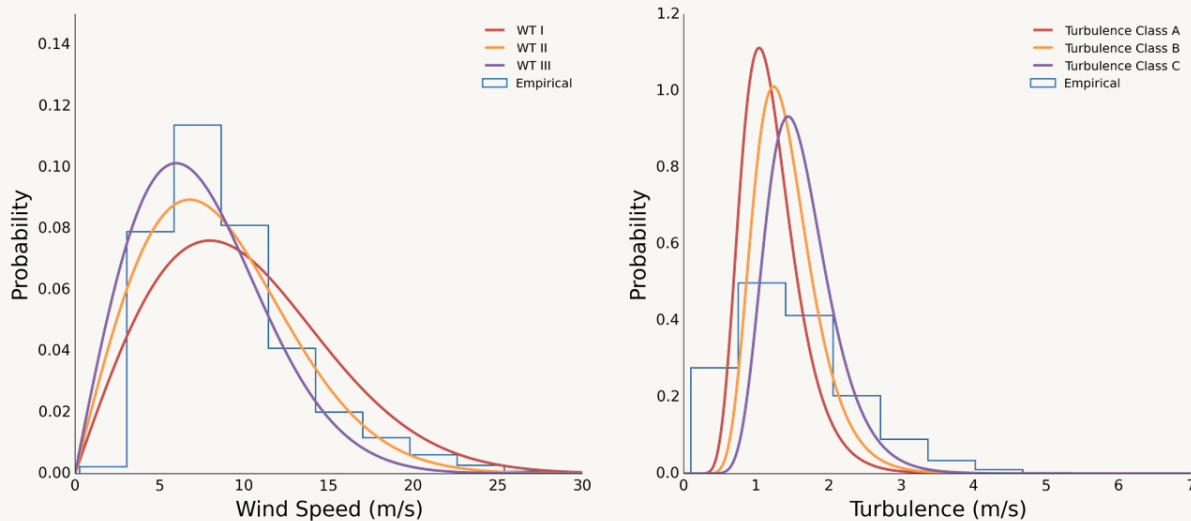 WT I
WT II
WT III
Empirical
0.14
0.12
0.10
0.08
0.06
0.04
0.02
0.00
0
5
10
15
20
25
30
Probability
Wind Speed (m/s)
Turbulence Class A
Turbulence Class B
Turbulence Class C
Empirical
1.2
1.0
0.8
0.6
0.4
0.2
0.0
0
1
2
3
4
5
6
7
Probability
Turbulence (m/s)